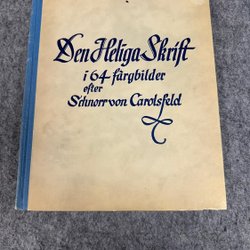 Den Heliga Skrift
i 64 färgbilder
efter
Schnorr von Carolsfeld